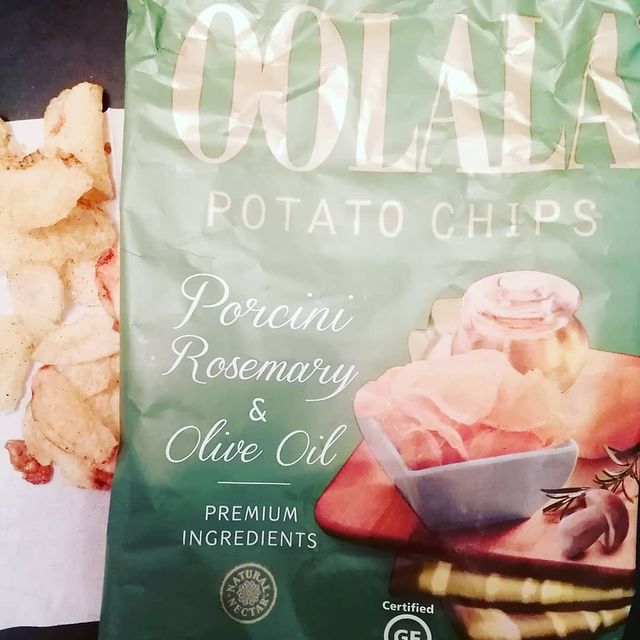 OOLALA
POTATO CHIPS
Porcini
Rosemary
&
Olive Oil
PREMIUM
INGREDIENTS
NATURAL
NECTAR
Certified
GF